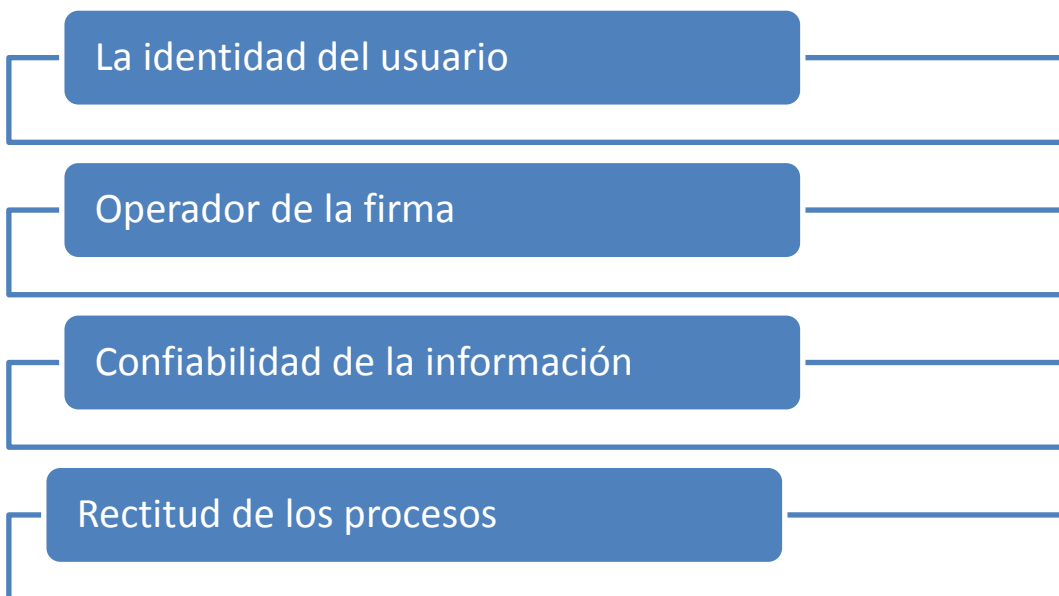 La identidad del usuario
Operador de la firma
Confiabilidad de la información
Rectitud de los procesos